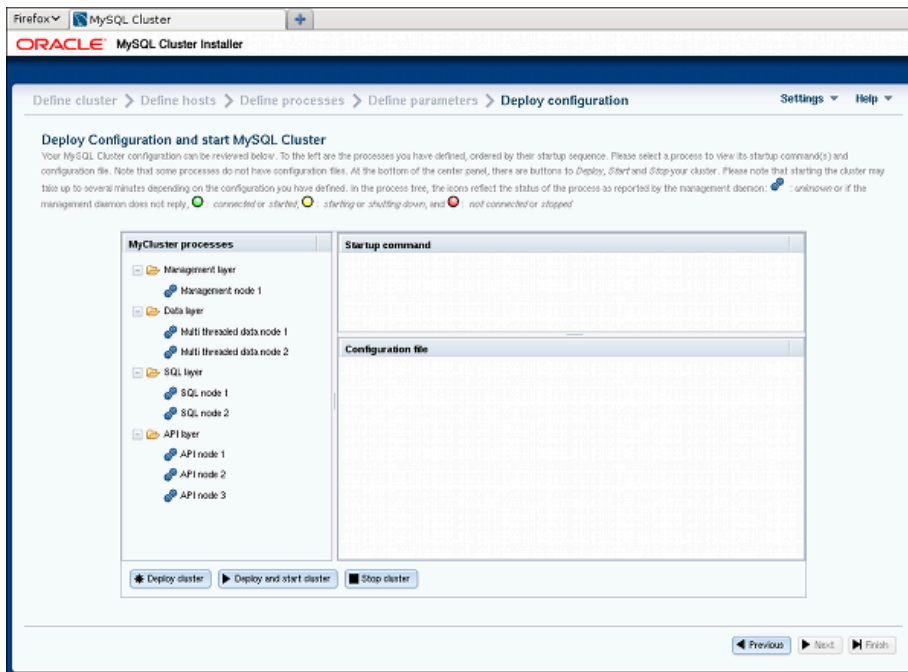 Firefox
MySQL Cluster
ORACLE MySQL Cluster Installer
Define cluster Define hosts Define processes Define parameters Deploy configuration Settings Help
Deploy Configuration and start MySQL Cluster
Your MySQL Cluster configuration can be reviewed below. To the left are the processes you have defined, ordered by their startup sequence. Please select a process to view its startup command(s) and
configuration file. Note that some processes do not have configuration files. At the bottom of the center panel, there are buttons to Deploy, Start and Stop your cluster. Please note that starting the cluster may
take up to several minutes depending on the configuration you have defined. In the process tree, the icons reflect the status of the process as reported by the management daemon: : unknown or if the
management daemon does not reply, : connected or started, : starting or shutting down, and : not connected or stopped
MyCluster processes
Management layer
Management node 1
Data layer
Multi threaded data node 1
Multi threaded data node 2
SQL layer
SQL node 1
SQL node 2
API layer
API node 1
API node 2
API node 3
Startup command
Configuration file
Deploy cluster Deploy and start cluster Stop cluster
Previous Next Finish